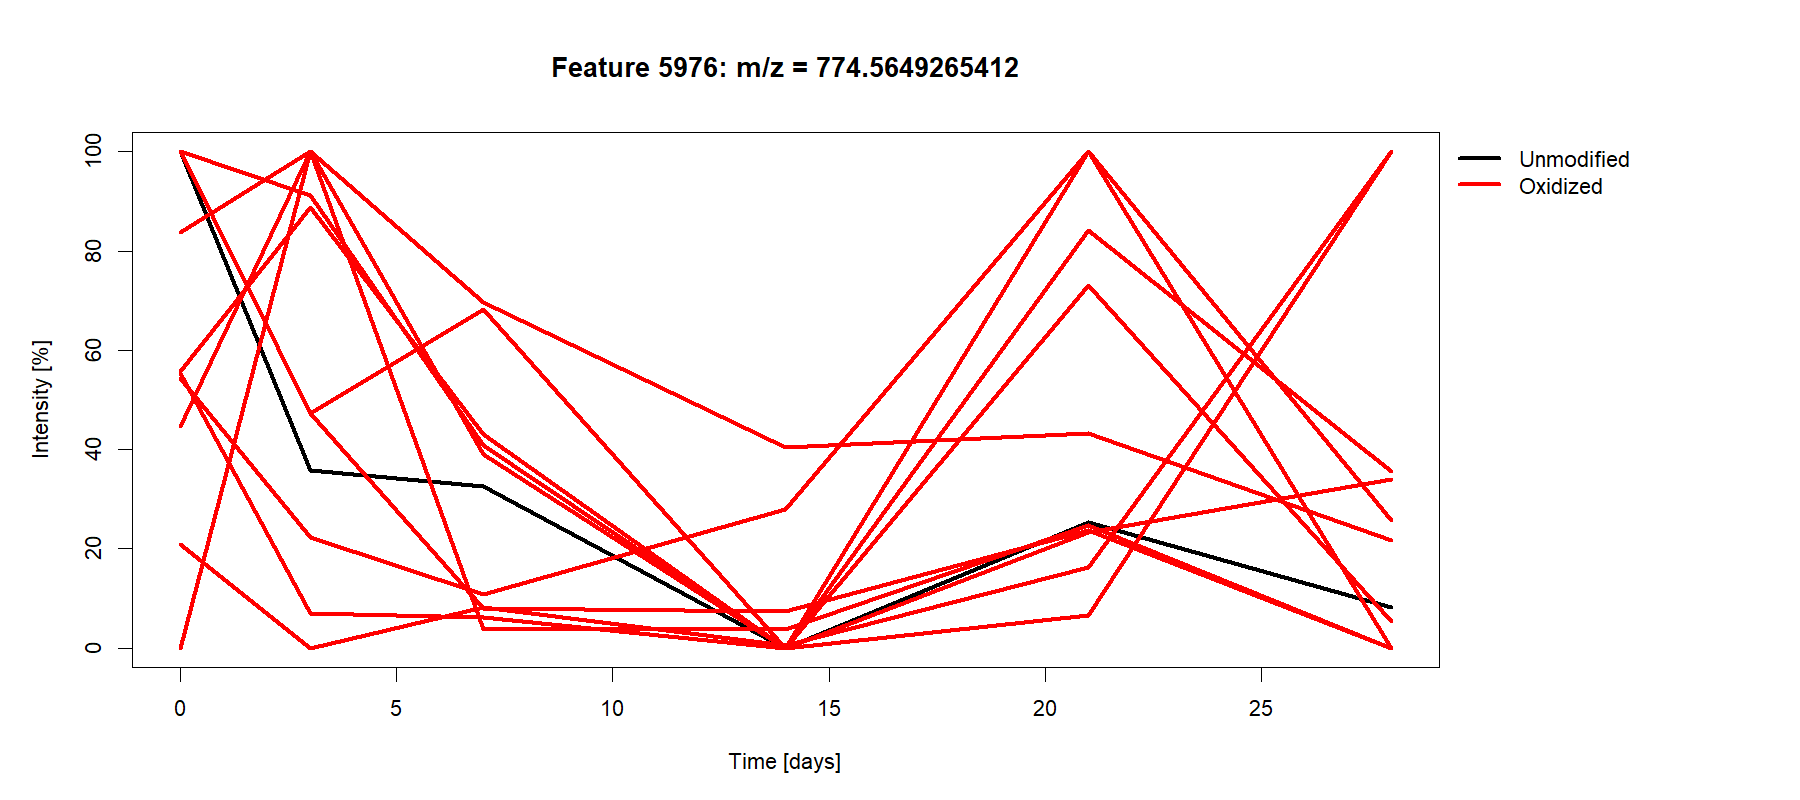 Feature 5976: m/z = 774.5649265412
Unmodified
Oxidized
Intensity [%]
100
80
60
40
20
0
0 5 10 15 20 25
Time [days]